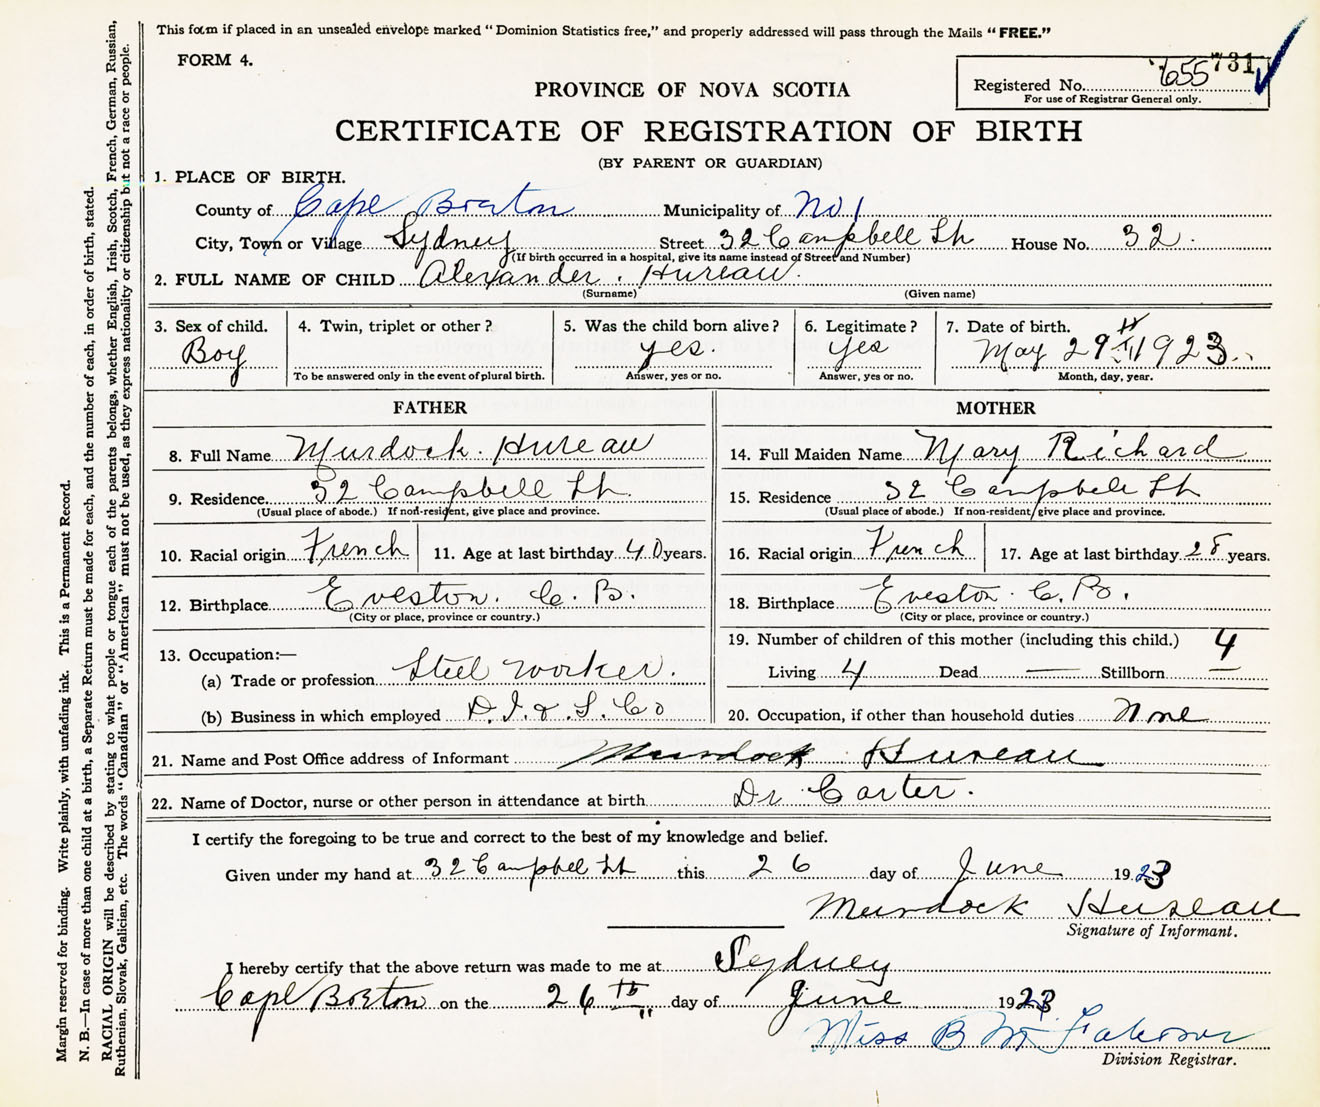 This form if placed in an unsealed envelope marked "Dominion Statistics free," and properly addressed will pass through the Mails "FREE."
FORM 4.
731
Registered No. 655
For use of Registrar General only.
PROVINCE OF NOVA SCOTIA
CERTIFICATE OF REGISTRATION OF BIRTH
(BY PARENT OR GUARDIAN)
1. PLACE OF BIRTH.
County of Cape Breton Municipality of No 1
City, Town or Village Sydney Street 32 Campbell St House No. 32.
(If birth occurred in a hospital, give its name instead of Street and Number)
2. FULL NAME OF CHILD Alexander. Hureau.
(Surname) (Given name)
3. Sex of child. 4. Twin, triplet or other? 5. Was the child born alive? 6. Legitimate? 7. Date of birth.
Boy yes. yes May 29th 1923.
To be answered only in the event of plural birth. Answer, yes or no. Answer, yes or no. Month, day, year.
FATHER MOTHER
8. Full Name Murdock. Hureau 14. Full Maiden Name Mary Richard
9. Residence. 32 Campbell St. 15. Residence 32 Campbell St
(Usual place of abode.) If non-resident, give place and province. (Usual place of abode.) If non-resident, give place and province.
10. Racial origin French 11. Age at last birthday 40 years. 16. Racial origin French 17. Age at last birthday 28 years.
12. Birthplace Eveston. C. B. 18. Birthplace C. B.
(City or place, province or country.) (City or place, province or country.)
13. Occupation:— 19. Number of children of this mother (including this child.) 4
(a) Trade or profession Steel worker. Living 4 Dead — Stillborn —
(b) Business in which employed D. I. & S. Co 20. Occupation, if other than household duties None
21. Name and Post Office address of Informant Murdock Hureau
22. Name of Doctor, nurse or other person in attendance at birth Dr Carter.
I certify the foregoing to be true and correct to the best of my knowledge and belief.
Given under my hand at 32 Campbel St this 26 day of June 1923
Murdock Hureau
Signature of Informant.
I hereby certify that the above return was made to me at Sydney
Cape Breton on the 26th day of June 1923
Miss B
Division Registrar.
Margin reserved for binding. Write plainly, with unfading ink. This is a Permanent Record.
N. B.—In case of more than one child at a birth, a Separate Return must be made for each, and the number of each, in order of birth, stated.
RACIAL ORIGIN will be described by stating to what people or tongue each of the parents belongs, whether English, Irish, Scotch, French, German, Russian,
Ruthenian, Slovak, Galician, etc. The words "Canadian" or "American" must not be used, as they express nationality or citizenship but not a race or people.